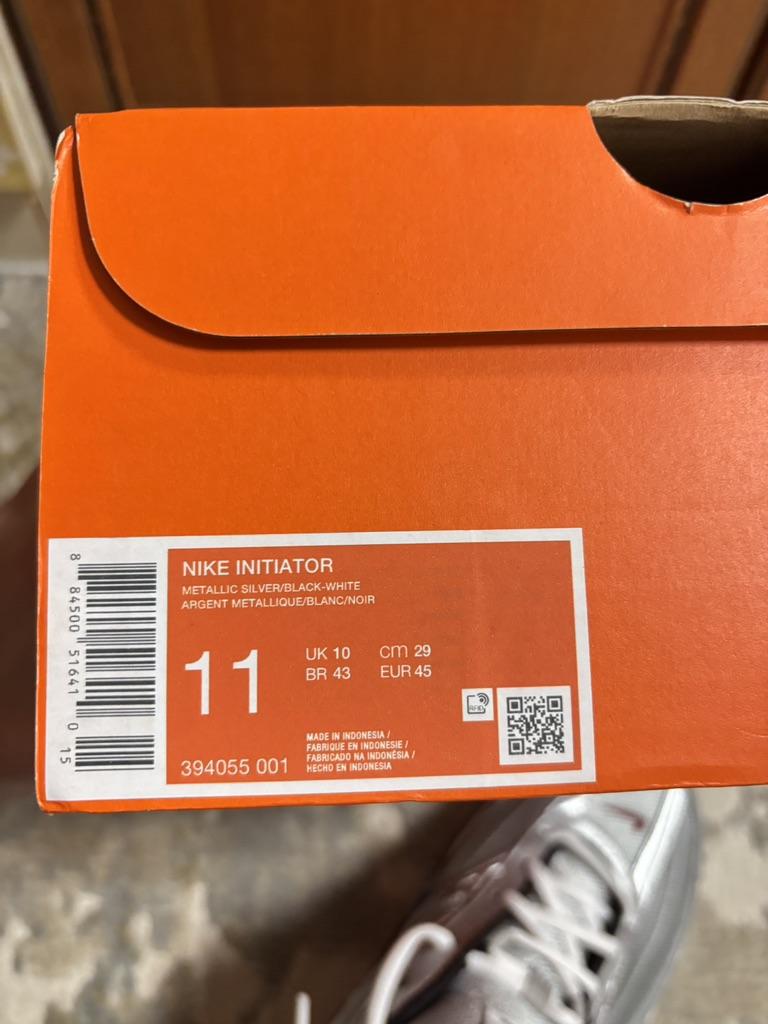 NIKE INITIATOR
METALLIC SILVER/BLACK-WHITE
ARGENT METALLIQUE/BLANC/NOIR
11
UK 10 cm 29
BR 43 EUR 45
RFID
394055 001
MADE IN INDONESIA /
FABRIQUE EN INDONESIE /
FABRICADO NA INDONÉSIA /
HECHO EN INDONESIA
8 84500 51641 0 15